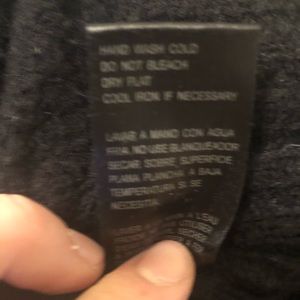 HAND WASH COLD
DO NOT BLEACH
DRY FLAT
COOL IRON IF NECESSARY
LAVAR A MANO CON AGUA
FRIA. NO USE BLANQUEADOR
SECAR SOBRE SUPERFICIE
PLANA PLANCHA A BAJA
TEMPERATURA SI SE
NECESITA
A L'EAU